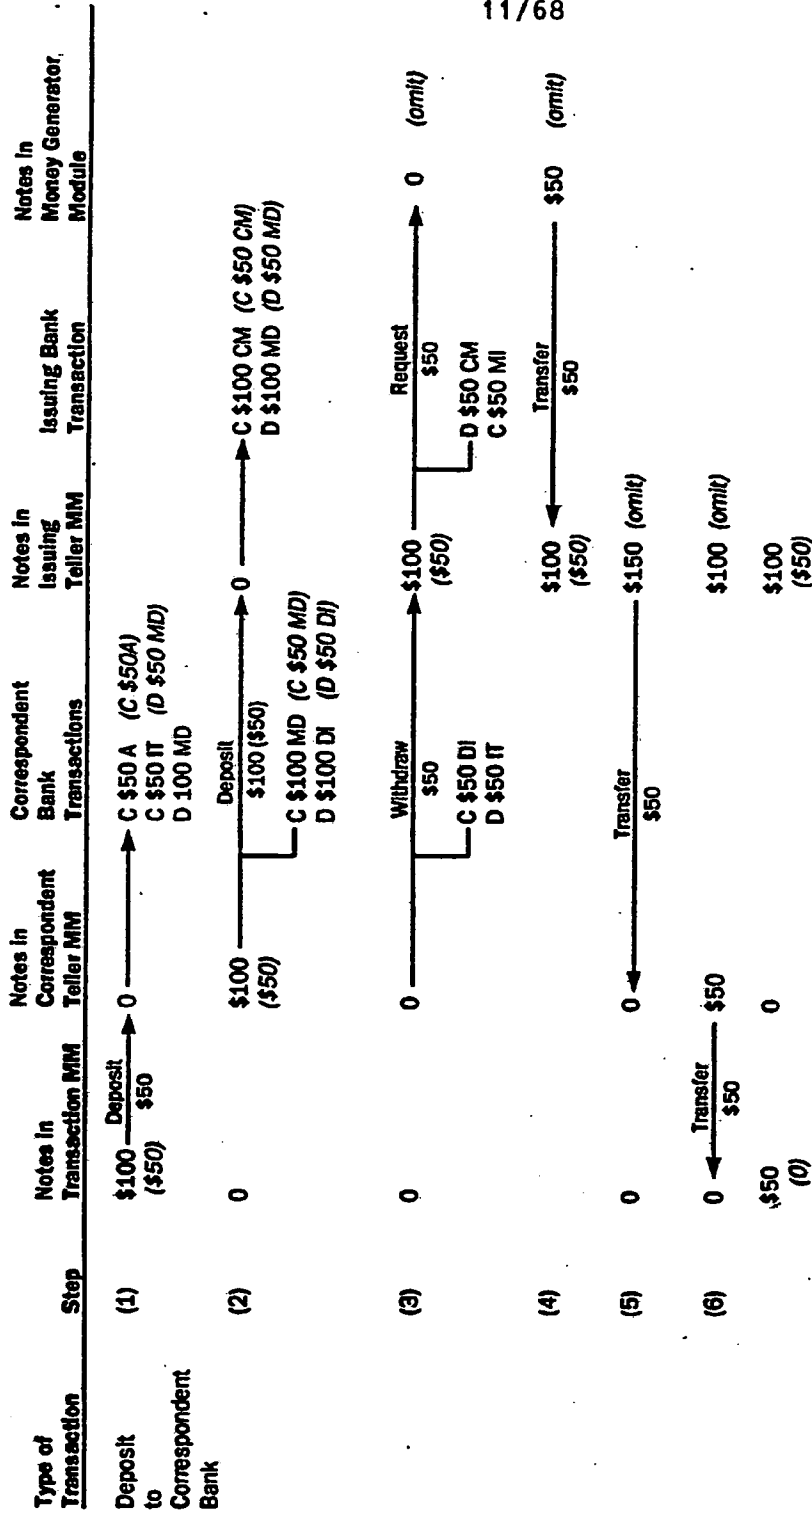 11/68
Type of Transaction Step Notes in Transaction MM Notes in Correspondent Teller MM Correspondent Bank Transactions Notes in Issuing Teller MM Issuing Bank Transaction Notes in Money Generator Module
Deposit to Correspondent Bank
(1) $100 Deposit 0 C $50 A (C $50A)
($50) $50 C $50 IT (D $50 MD)
D 100 MD
(2) 0 $100 Deposit 0 C $100 CM (C $50 CM)
($50) $100 ($50) D $100 MD (D $50 MD)
C $100 MD (C $50 MD)
D $100 DI (D $50 DI)
(3) 0 0 Withdraw $100 Request 0 (omit)
$50 ($50) $50
C $50 DI D $50 CM
D $50 IT C $50 MI
(4) $100 Transfer $50 (omit)
($50) $50
(5) 0 0 Transfer $150 (omit)
$50
(6) 0 Transfer $50 $100 (omit)
$50
$50 0 $100
(0) ($50)